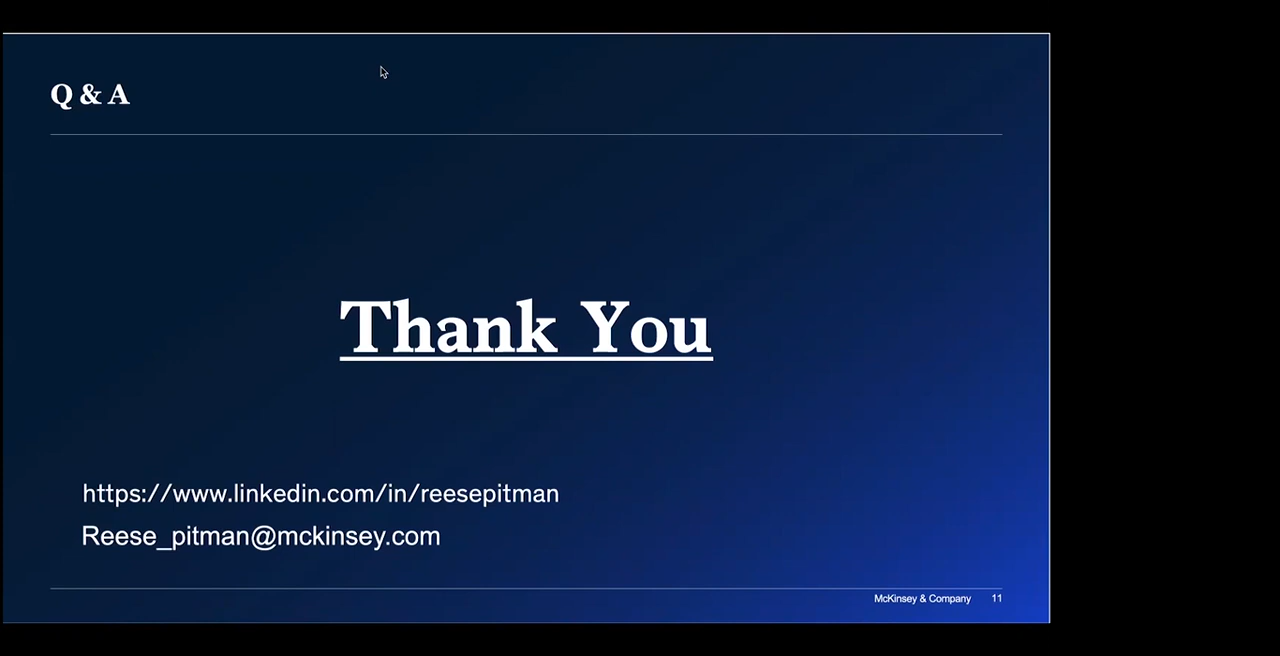 Q & A
Thank You
https://www.linkedin.com/in/reesepitman
Reese_pitman@mckinsey.com
McKinsey & Company 11